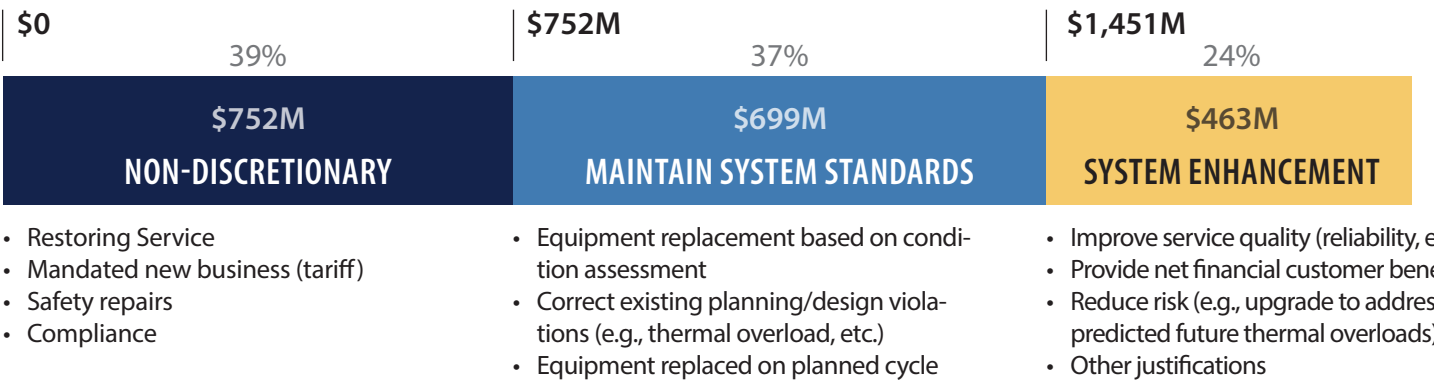 $0
39%
$752M
NON-DISCRETIONARY
• Restoring Service
• Mandated new business (tariff)
• Safety repairs
• Compliance
$752M
37%
$699M
MAINTAIN SYSTEM STANDARDS
• Equipment replacement based on condi-
tion assessment
• Correct existing planning/design viola-
tions (e.g., thermal overload, etc.)
• Equipment replaced on planned cycle
$1,451M
24%
$463M
SYSTEM ENHANCEMENT
• Improve service quality (reliability,
• Provide net financial customer
• Reduce risk (e.g., upgrade to
predicted future thermal overloads)
• Other justifications